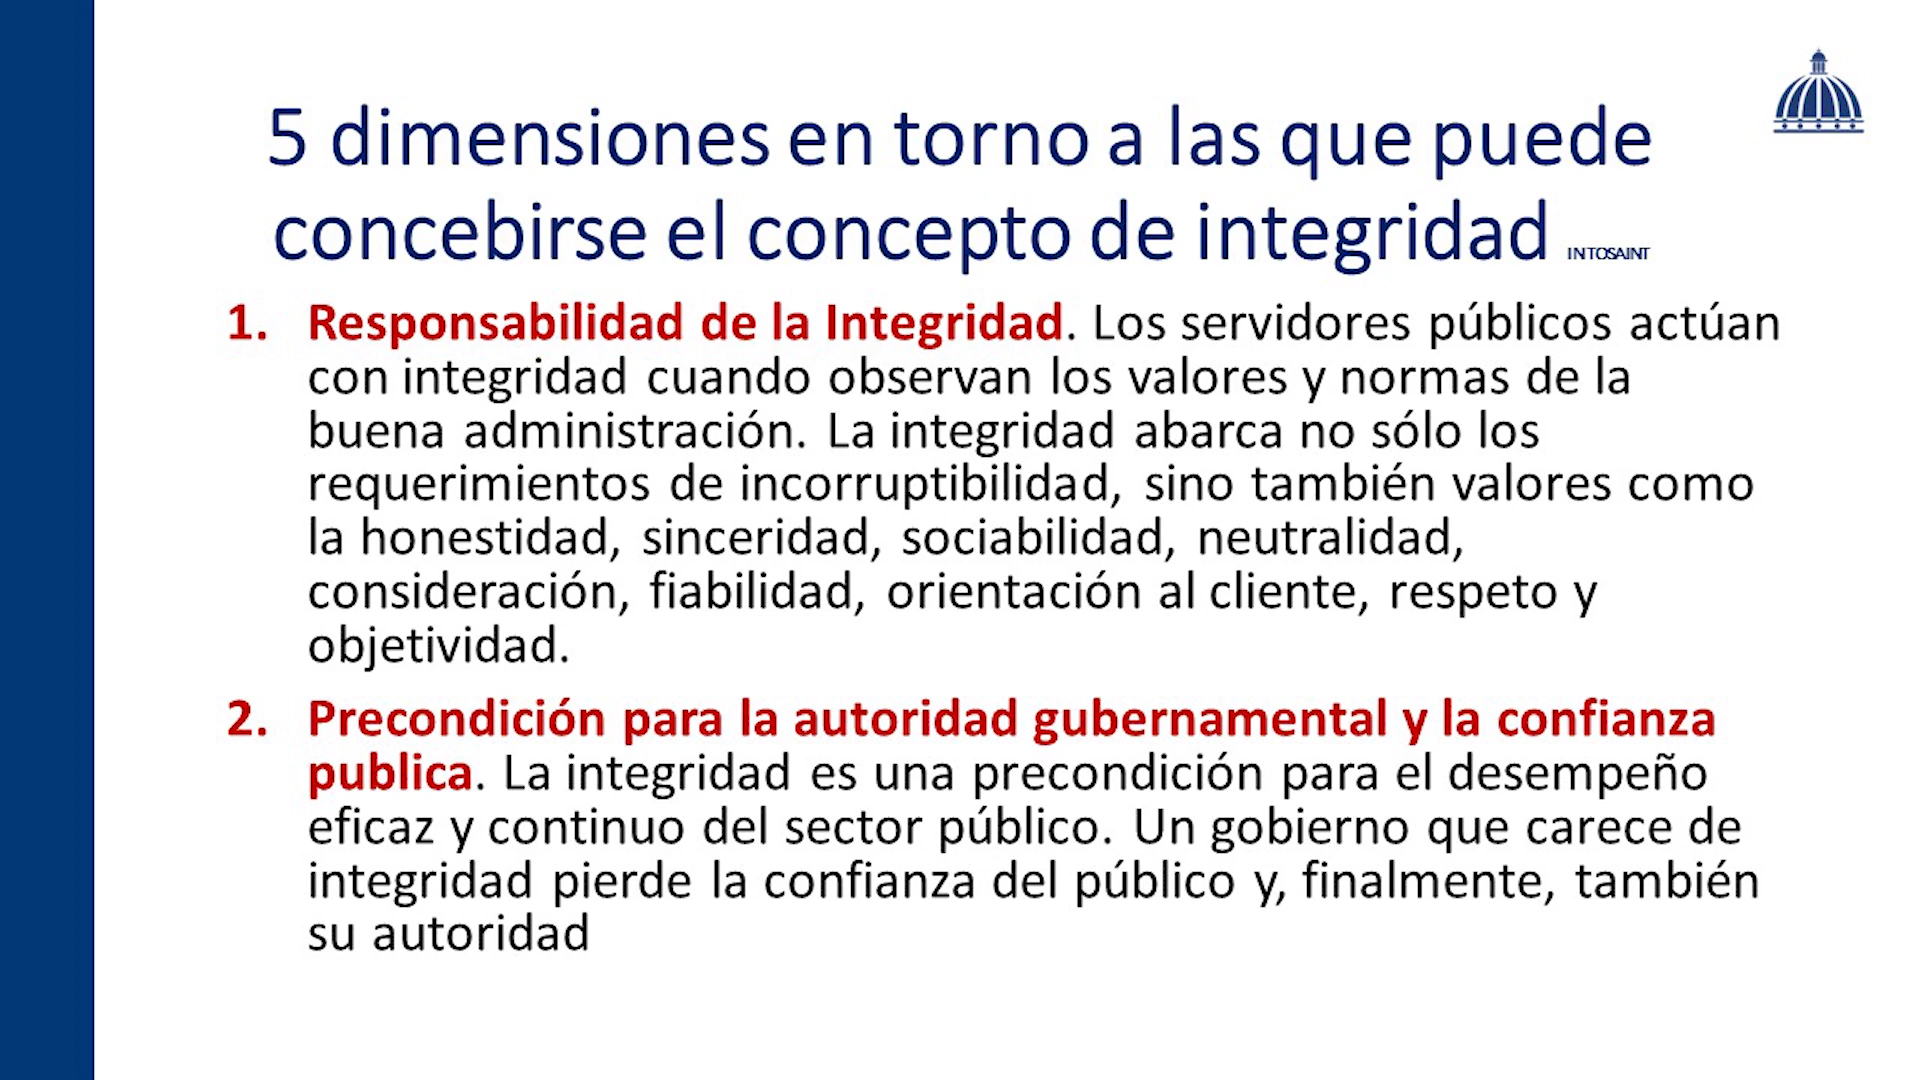 5 dimensiones en torno a las que puede
concebirse el concepto de integridad INTOSAINT
1. Responsabilidad de la Integridad. Los servidores públicos actúan
con integridad cuando observan los valores y normas de la
buena administración. La integridad abarca no sólo los
requerimientos de incorruptibilidad, sino también valores como
la honestidad, sinceridad, sociabilidad, neutralidad,
consideración, fiabilidad, orientación al cliente, respeto y
objetividad.
2. Precondición para la autoridad gubernamental y la confianza
publica. La integridad es una precondición para el desempeño
eficaz y continuo del sector público. Un gobierno que carece de
integridad pierde la confianza del público y, finalmente, también
su autoridad